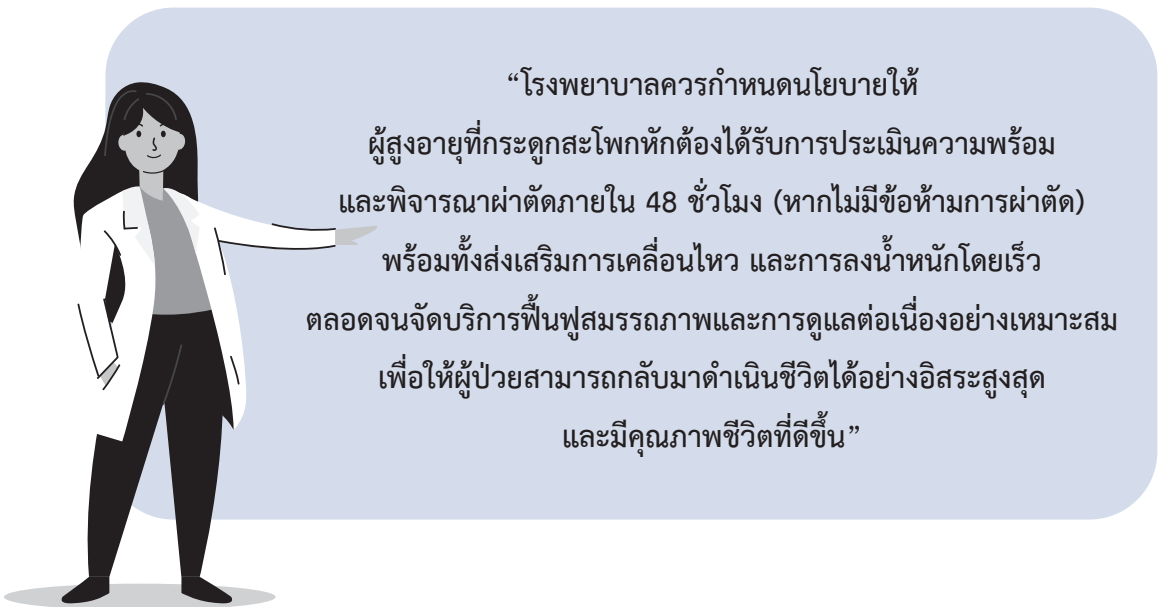 “โรงพยาบาลควรกำหนดนโยบายให้
ผู้สูงอายุที่กระดูกสะโพกหักต้องได้รับการประเมินความพร้อม
และพิจารณาผ่าตัดภายใน 48 ชั่วโมง (หากไม่มีข้อห้ามการผ่าตัด)
พร้อมทั้งส่งเสริมการเคลื่อนไหว และการลงน้ำหนักโดยเร็ว
ตลอดจนจัดบริการฟื้นฟูสมรรถภาพและการดูแลต่อเนื่องอย่างเหมาะสม
เพื่อให้ผู้ป่วยสามารถกลับมาดำเนินชีวิตได้อย่างอิสระสูงสุด
และมีคุณภาพชีวิตที่ดีขึ้น”